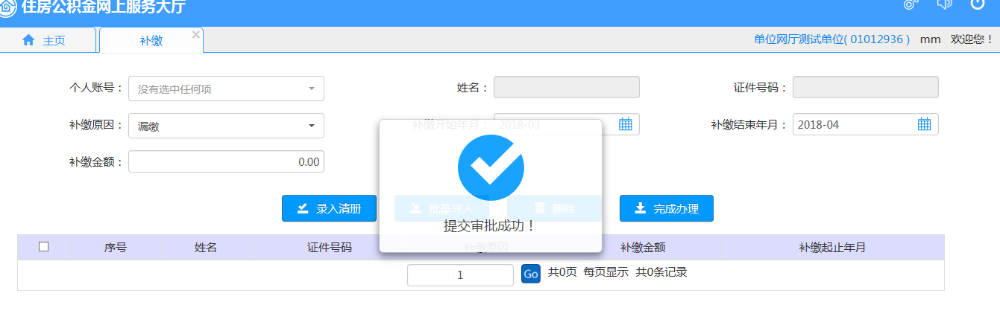 住房公积金网上服务大厅
主页 补缴 单位网厅测试单位( 01012936 ) mm 欢迎您！
个人账号： 没有选中任何项 姓名： 证件号码：
补缴原因： 漏缴 补缴开始年月： 2018-03 补缴结束年月： 2018-04
补缴金额： 0.00
录入清册 批量导入 删除 完成办理
提交审批成功！
序号 姓名 证件号码 补缴原因 补缴金额 补缴起止年月
1 Go 共0页 每页显示 共0条记录